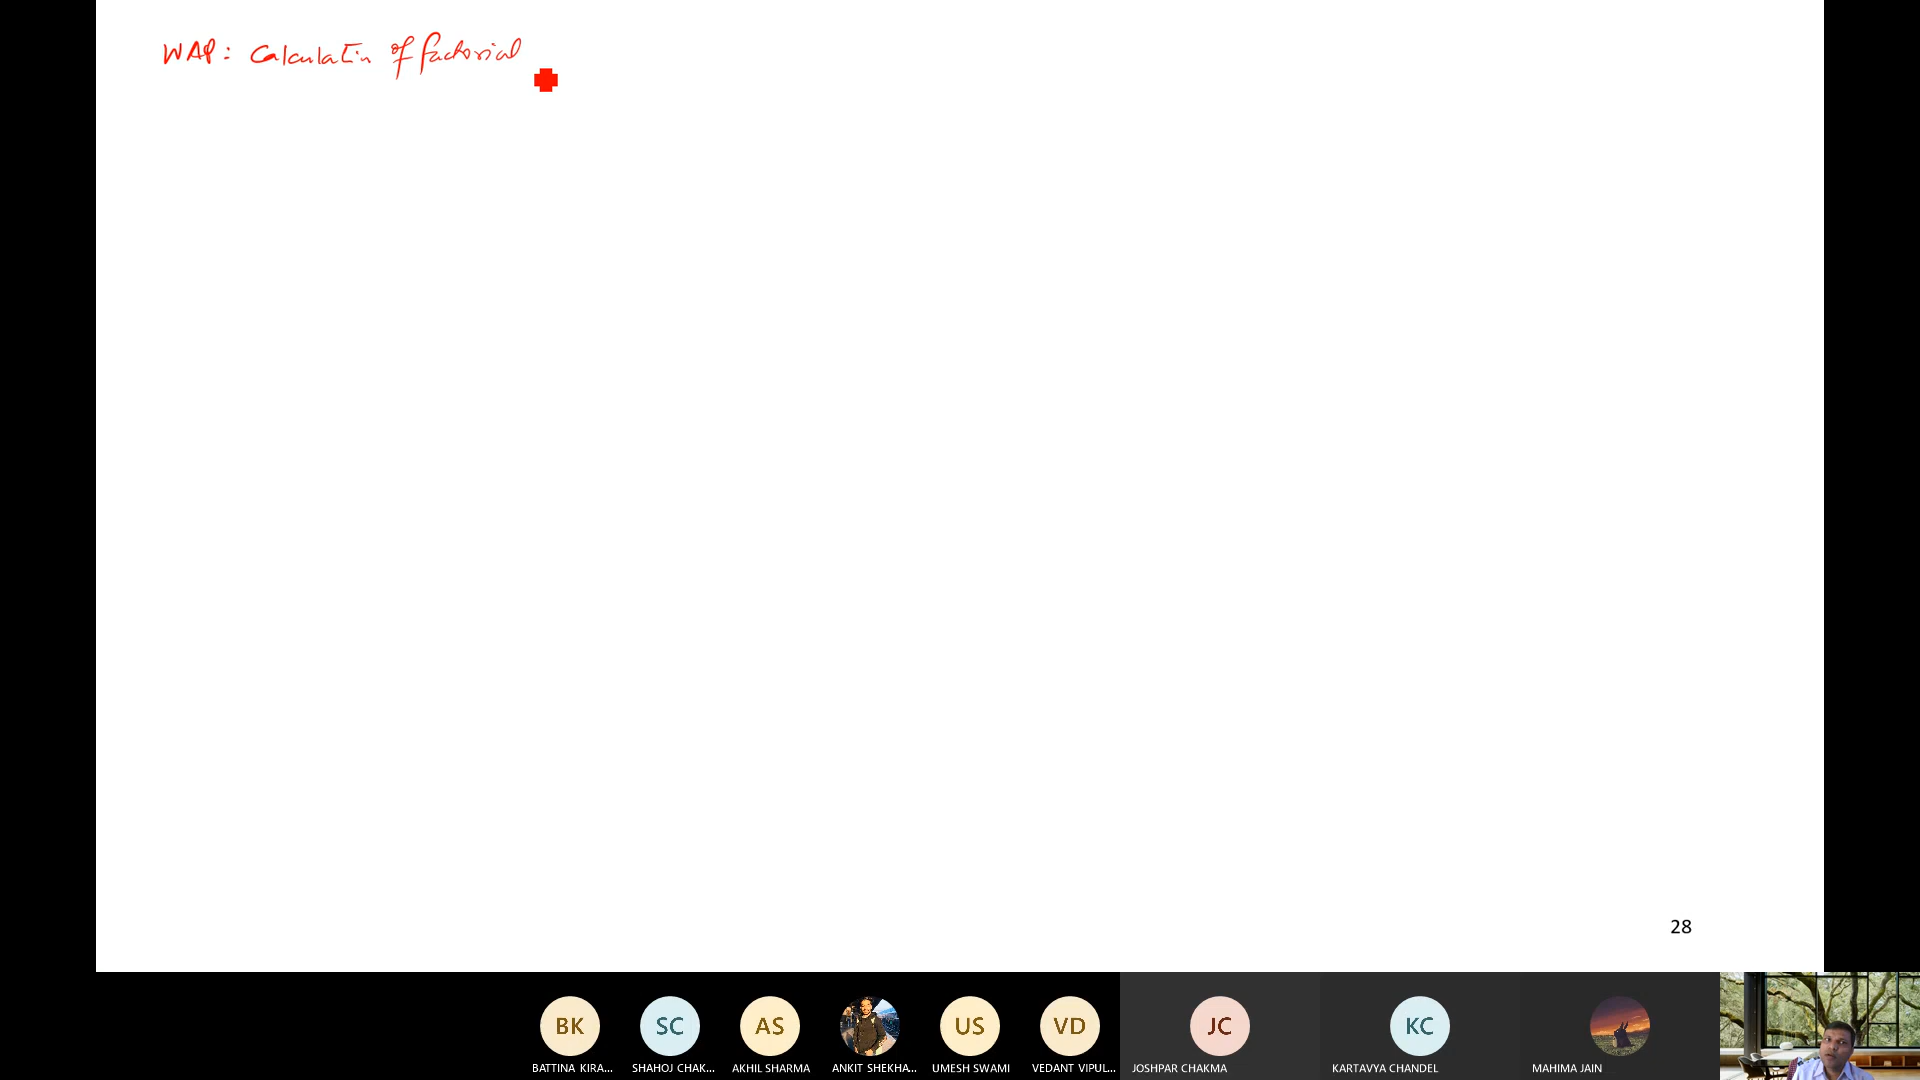 WAP: Calculatin of factorial
28
BK SC AS US VD JC KC
BATTINA KIRA... SHAHOJ CHAK... AKHIL SHARMA ANKIT SHEKHA... UMESH SWAMI VEDANT VIPUL... JOSHPAR CHAKMA KARTAVYA CHANDEL MAHIMA JAIN